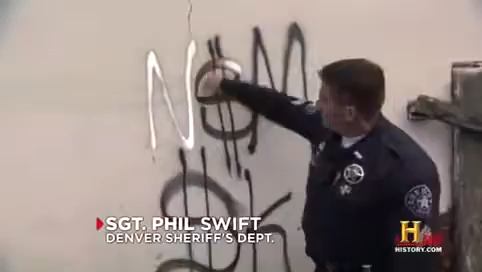 N$M
SGT. PHIL SWIFT
DENVER SHERIFF'S DEPT.
H
HISTORY.COM